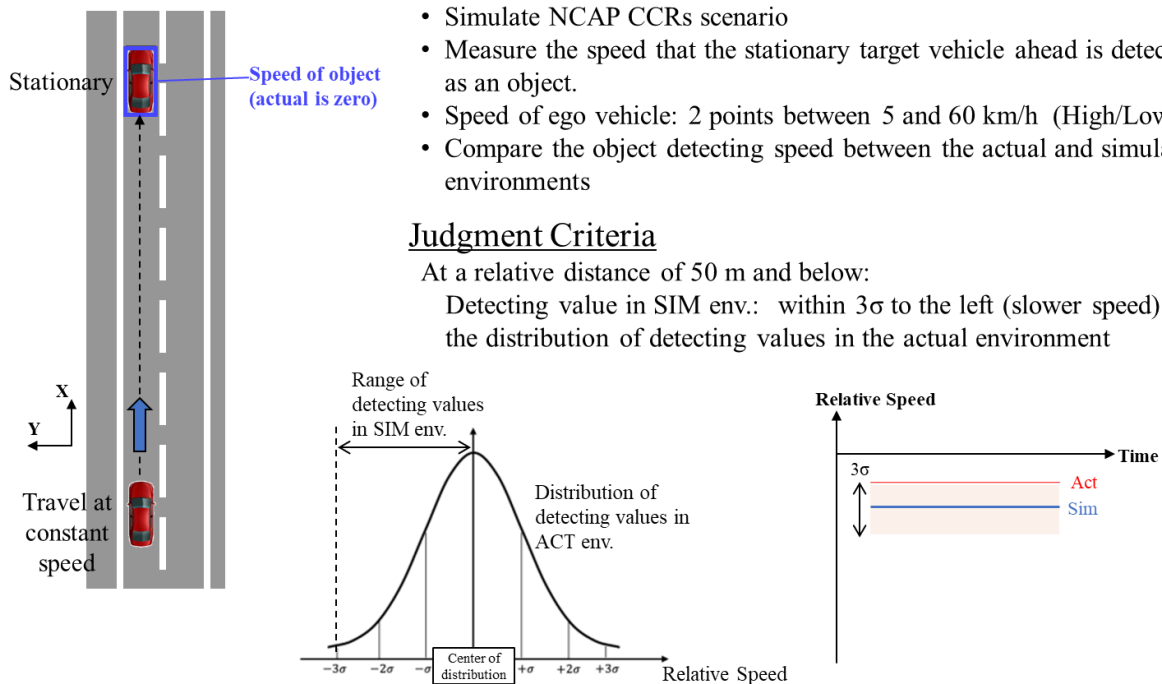 Stationary
Speed of object
(actual is zero)
X
Y
Travel at
constant
speed
• Simulate NCAP CCRs scenario
• Measure the speed that the stationary target vehicle ahead is detec
as an object.
• Speed of ego vehicle: 2 points between 5 and 60 km/h (High/Low
• Compare the object detecting speed between the actual and simula
environments
Judgment Criteria
At a relative distance of 50 m and below:
Detecting value in SIM env.: within 3σ to the left (slower speed)
the distribution of detecting values in the actual environment
Range of
detecting values
in SIM env.
Distribution of
detecting values in
ACT env.
−3σ −2σ −σ Center of distribution +σ +2σ +3σ
Relative Speed
Relative Speed
Time
3σ
Act
Sim